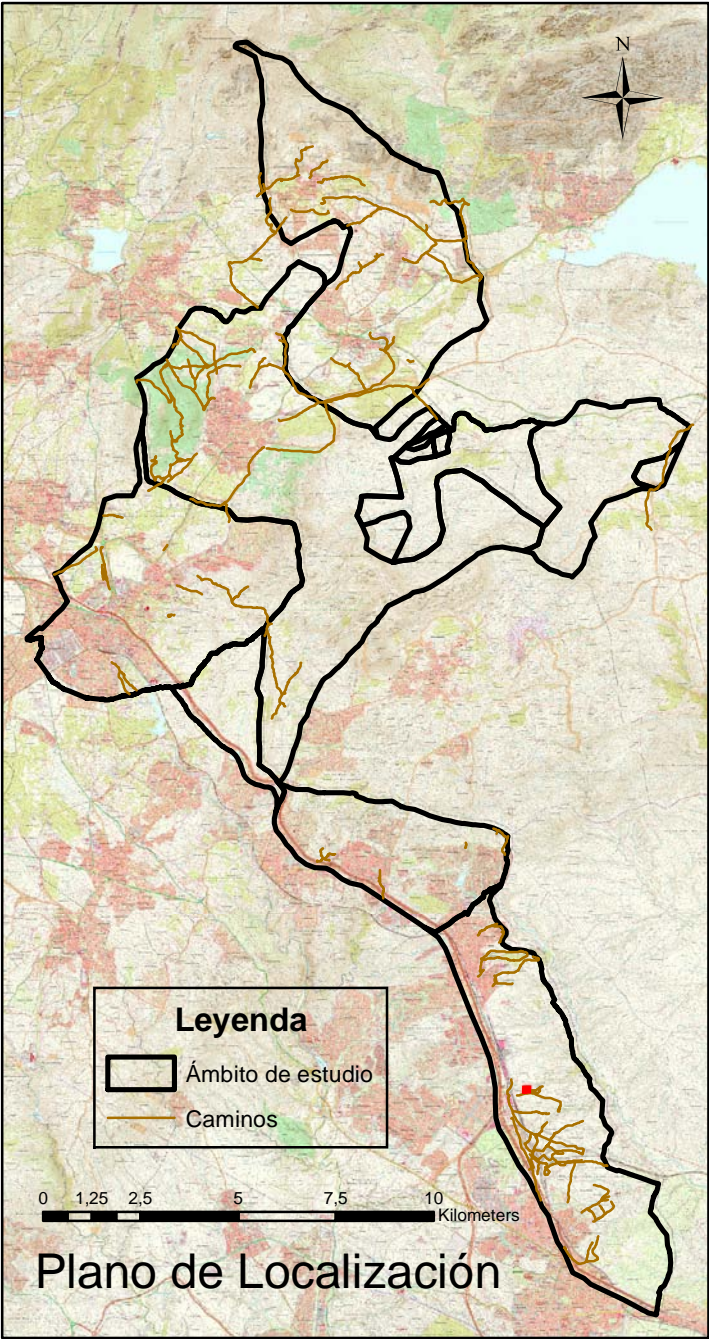 N
Leyenda
Ámbito de estudio
Caminos
0 1,25 2,5 5 7,5 10
Kilometers
Plano de Localización